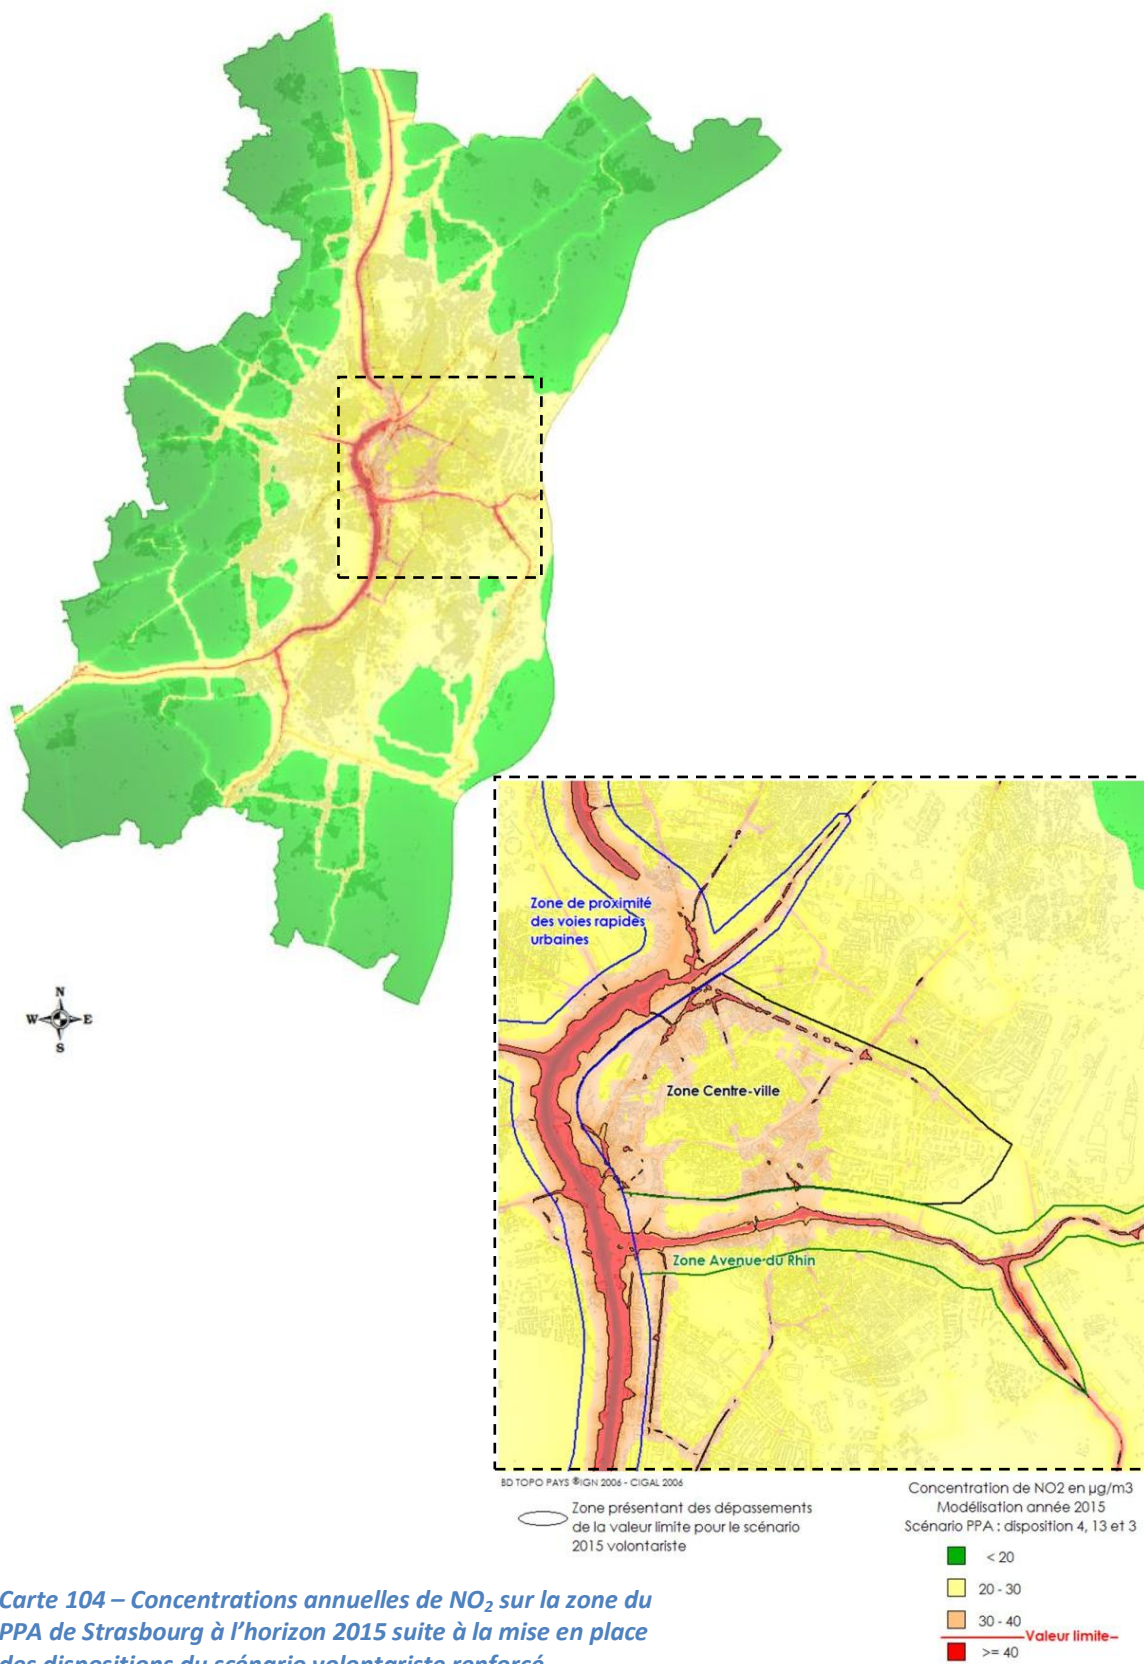 N
W E
S
Zone de proximité
des voies rapides
urbaines
Zone Centre-ville
Zone Avenue du Rhin
BD TOPO PAYS ®IGN 2006 - CIGAL 2006
Zone présentant des dépassements
de la valeur limite pour le scénario
2015 volontariste
Concentration de NO2 en µg/m3
Modélisation année 2015
Scénario PPA : disposition 4, 13 et 3
< 20
20 - 30
30 - 40
Valeur limite
>= 40
Carte 104 – Concentrations annuelles de NO₂ sur la zone du
PPA de Strasbourg à l’horizon 2015 suite à la mise en place
des dispositions du scénario volontariste renforcé